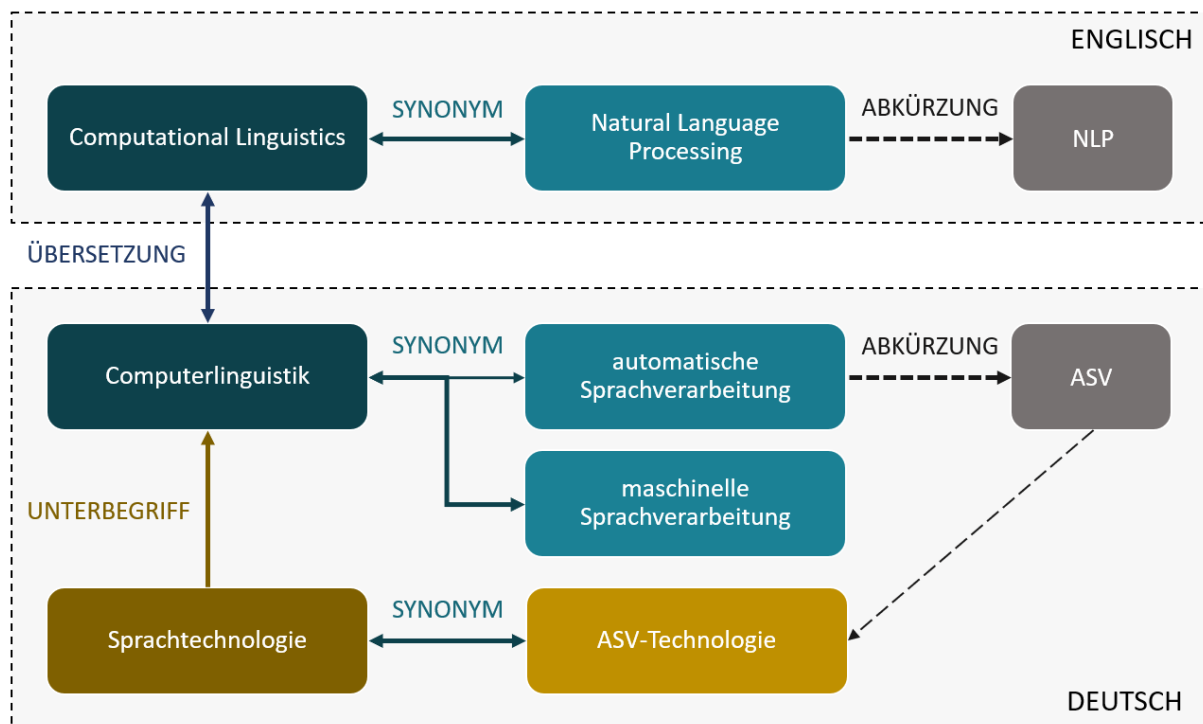 ENGLISCH
Computational Linguistics
SYNONYM
Natural Language
Processing
ABKÜRZUNG
NLP
ÜBERSETZUNG
Computerlinguistik
SYNONYM
automatische
Sprachverarbeitung
ABKÜRZUNG
ASV
maschinelle
Sprachverarbeitung
UNTERBEGRIFF
Sprachtechnologie
SYNONYM
ASV-Technologie
DEUTSCH